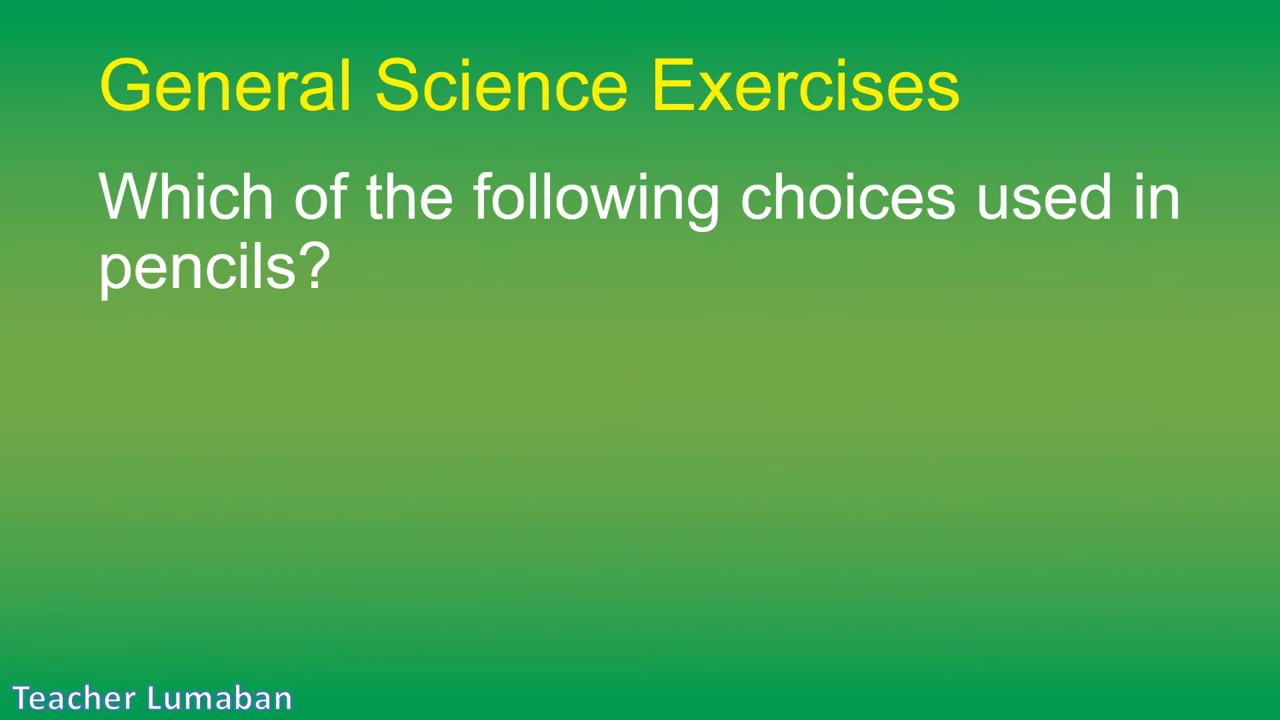 General Science Exercises
Which of the following choices used in
pencils?
Teacher Lumaban